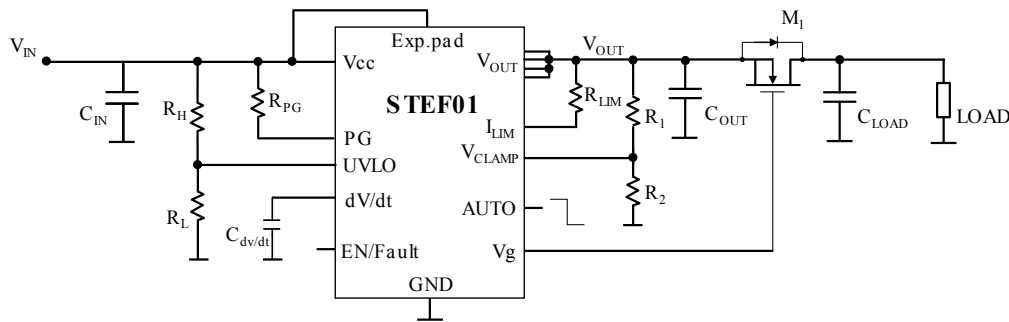 M1
Exp.pad
VIN
Vcc
VOUT
VOUT
STEF01
CIN
RH
RPG
RLIM
R1
COUT
CLOAD
LOAD
PG
ILIM
UVLO
VCLAMP
RL
dV/dt
R2
AUTO
Cdv/dt
EN/Fault
Vg
GND